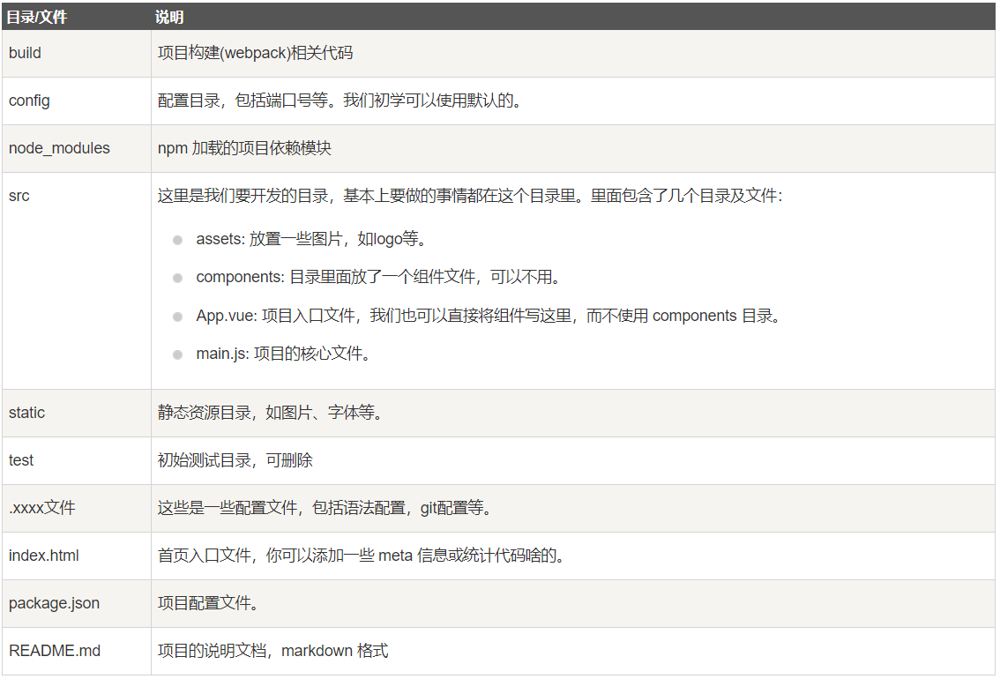 目录/文件 说明
build 项目构建(webpack)相关代码
config 配置目录，包括端口号等。我们初学可以使用默认的。
node_modules npm 加载的项目依赖模块
src 这里是我们要开发的目录，基本上要做的事情都在这个目录里。里面包含了几个目录及文件：
assets: 放置一些图片，如logo等。
components: 目录里面放了一个组件文件，可以不用。
App.vue: 项目入口文件，我们也可以直接将组件写这里，而不使用 components 目录。
main.js: 项目的核心文件。
static 静态资源目录，如图片、字体等。
test 初始测试目录，可删除
.xxxx文件 这些是一些配置文件，包括语法配置，git配置等。
index.html 首页入口文件，你可以添加一些 meta 信息或统计代码啥的。
package.json 项目配置文件。
README.md 项目的说明文档，markdown 格式